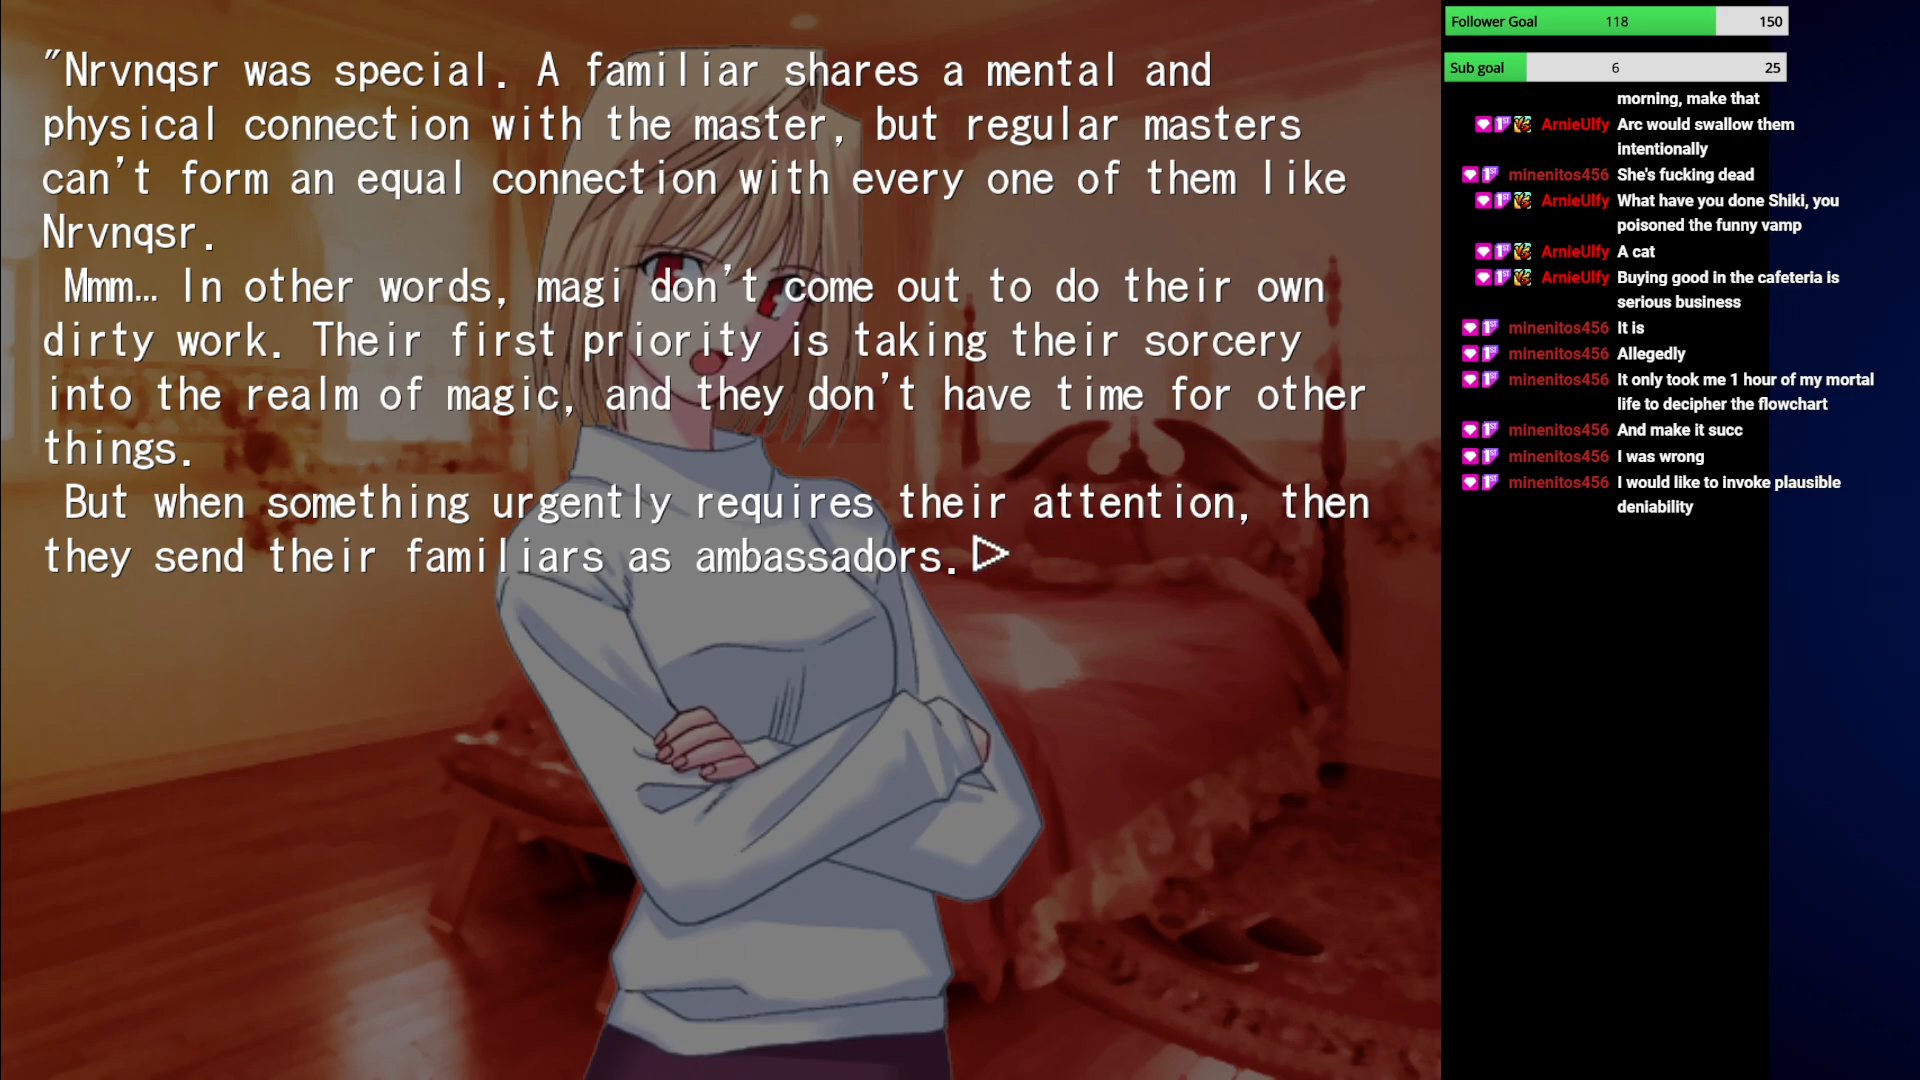 "Nrvnqsr was special. A familiar shares a mental and
physical connection with the master, but regular masters
can't form an equal connection with every one of them like
Nrvnqsr.
Mmm… In other words, magi don't come out to do their own
dirty work. Their first priority is taking their sorcery
into the realm of magic, and they don't have time for other
things.
But when something urgently requires their attention, then
they send their familiars as ambassadors.
Follower Goal 118 150
Sub goal 6 25
morning, make that
ArnieUlfy Arc would swallow them
intentionally
minenitos456 She's fucking dead
ArnieUlfy What have you done Shiki, you
poisoned the funny vamp
ArnieUlfy A cat
ArnieUlfy Buying good in the cafeteria is
serious business
minenitos456 It is
minenitos456 Allegedly
minenitos456 It only took me 1 hour of my mortal
life to decipher the flowchart
minenitos456 And make it succ
minenitos456 I was wrong
minenitos456 I would like to invoke plausible
deniability